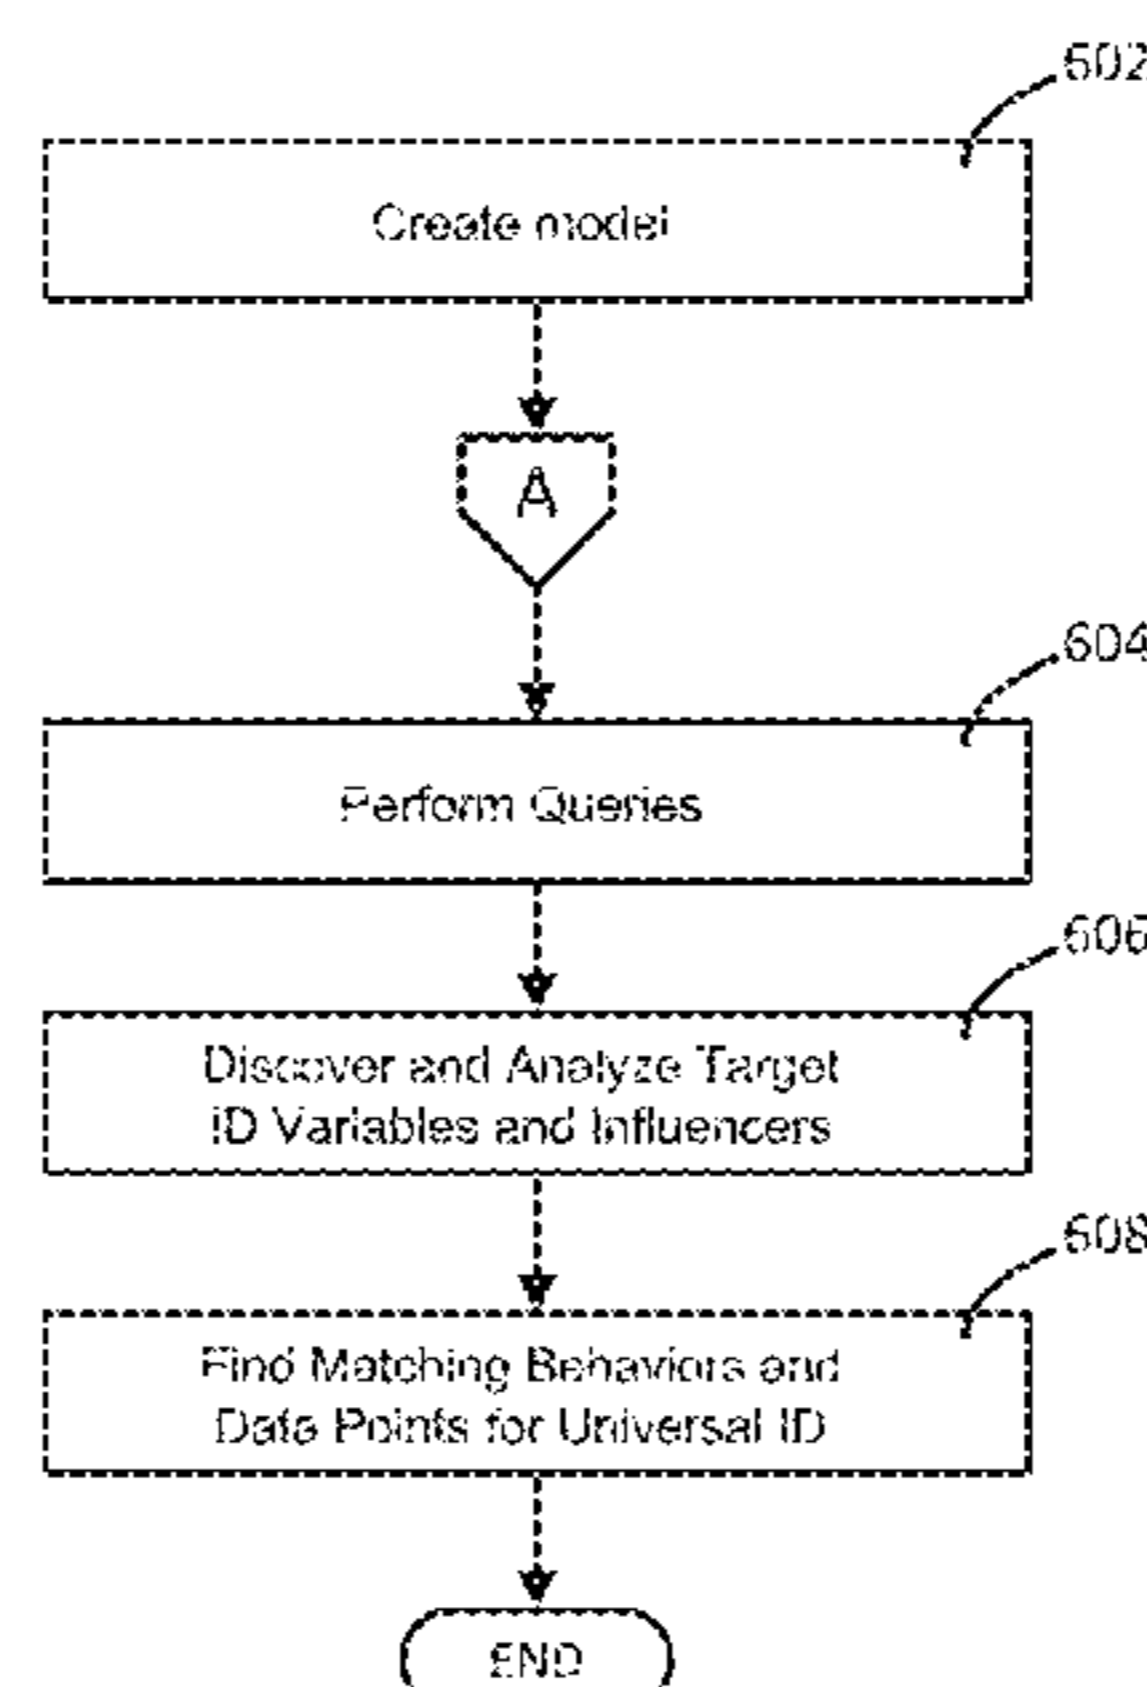 602
Create model
A
604
Perform Queries
606
Discover and Analyze Target
ID Variables and Influencers
608
Find Matching Behaviors and
Data Points for Universal ID
END